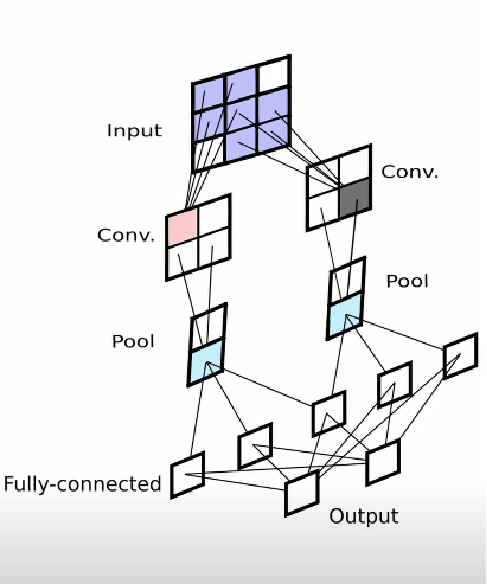 Input
Conv.
Conv.
Pool
Pool
Fully-connected
Output